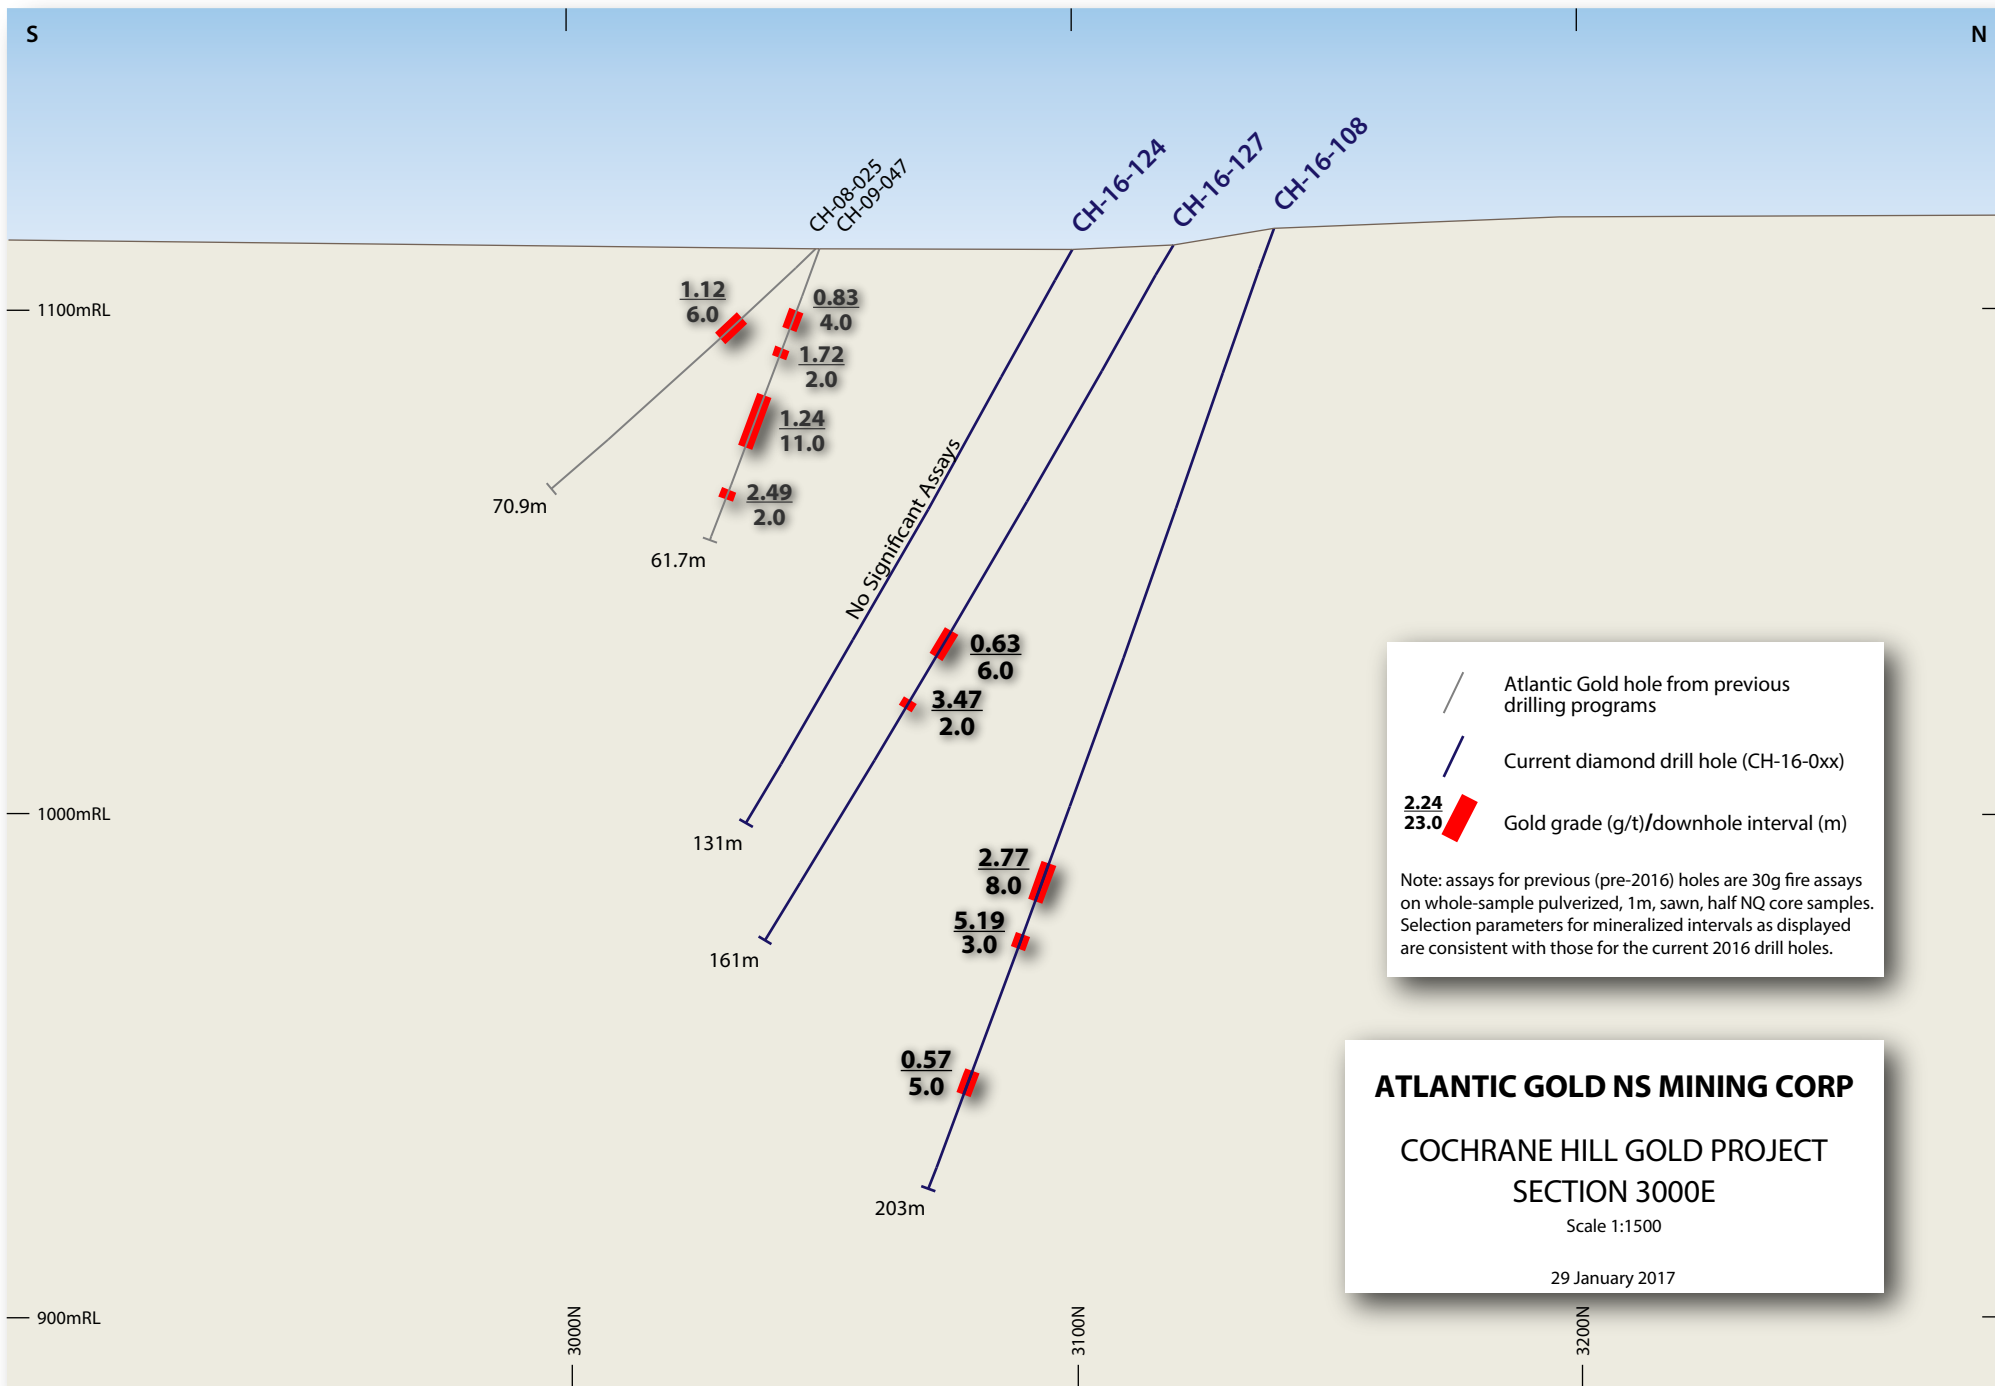 S
N
CH-08-025
CH-09-047
CH-16-124
CH-16-127
CH-16-108
1100mRL
1.12
6.0
0.83
4.0
1.72
2.0
1.24
11.0
2.49
2.0
70.9m
61.7m
No Significant Assays
0.63
6.0
3.47
2.0
1000mRL
131m
161m
2.77
8.0
5.19
3.0
0.57
5.0
203m
Atlantic Gold hole from previous
drilling programs
Current diamond drill hole (CH-16-0xx)
2.24
23.0
Gold grade (g/t)/downhole interval (m)
Note: assays for previous (pre-2016) holes are 30g fire assays
on whole-sample pulverized, 1m, sawn, half NQ core samples.
Selection parameters for mineralized intervals as displayed
are consistent with those for the current 2016 drill holes.
ATLANTIC GOLD NS MINING CORP
COCHRANE HILL GOLD PROJECT
SECTION 3000E
Scale 1:1500
29 January 2017
900mRL
3000N
3100N
3200N